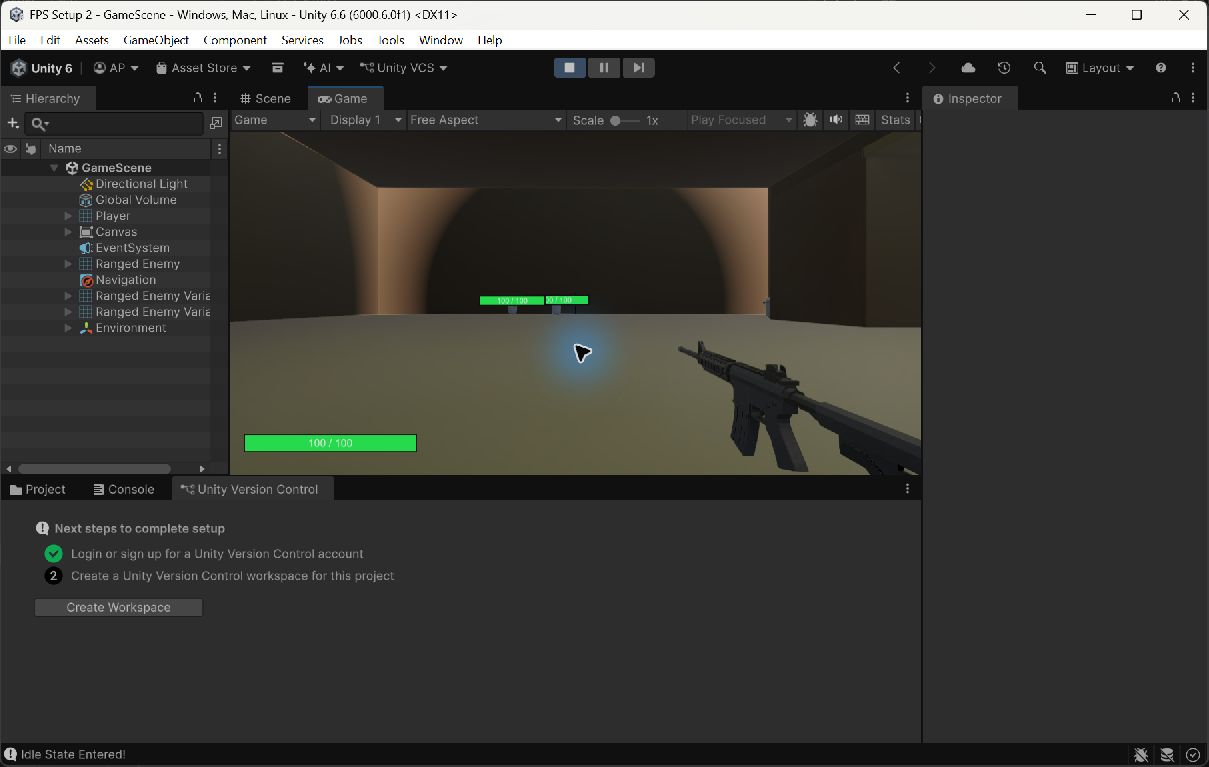 FPS Setup 2 - GameScene - Windows, Mac, Linux - Unity 6.6 (6000.6.0f1) <DX11>
File Edit Assets GameObject Component Services Jobs Tools Window Help
Unity 6 AP Asset Store AI Unity VCS Layout
Hierarchy Scene Game Inspector
Game Display 1 Free Aspect Scale 1x Play Focused Stats
Name
GameScene
Directional Light
Global Volume
Player
Canvas
EventSystem
Ranged Enemy
Navigation
Ranged Enemy Varia
Ranged Enemy Varia
Environment
100 / 100 00 / 100
100 / 100
Project Console Unity Version Control
Next steps to complete setup
Login or sign up for a Unity Version Control account
2 Create a Unity Version Control workspace for this project
Create Workspace
Idle State Entered!